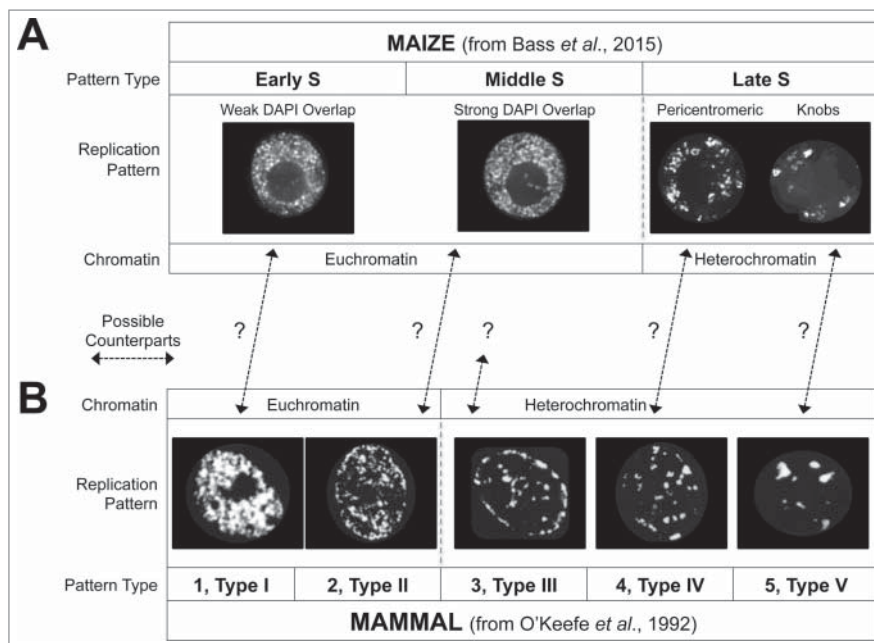 A
MAIZE (from Bass et al., 2015)
Pattern Type
Early S
Middle S
Late S
Weak DAPI Overlap
Strong DAPI Overlap
Pericentromeric
Knobs
Replication
Pattern
Chromatin
Euchromatin
Heterochromatin
Possible
Counterparts
?
?
?
?
?
B
Chromatin
Euchromatin
Heterochromatin
Replication
Pattern
Pattern Type
1, Type I
2, Type II
3, Type III
4, Type IV
5, Type V
MAMMAL (from O'Keefe et al., 1992)